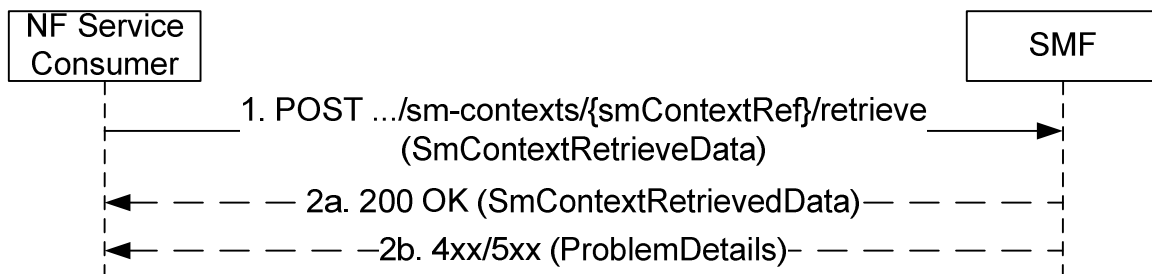 NF Service
Consumer
SMF
1. POST .../sm-contexts/{smContextRef}/retrieve
(SmContextRetrieveData)
2a. 200 OK (SmContextRetrievedData)
2b. 4xx/5xx (ProblemDetails)